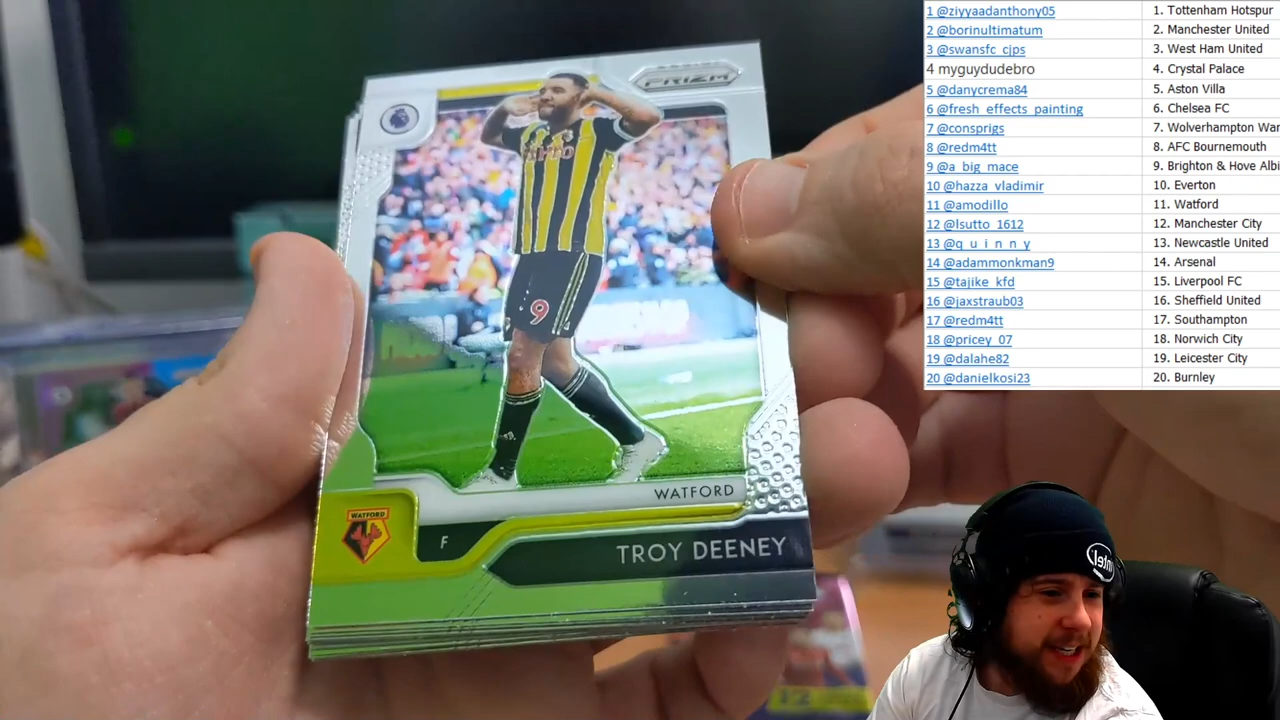 1 @ziyyaadanthony05 1. Tottenham Hotspur
2 @borinultimatum 2. Manchester United
3 @swansfc_cjps 3. West Ham United
4 myguydudebro 4. Crystal Palace
5 @danycrema84 5. Aston Villa
6 @fresh_effects_painting 6. Chelsea FC
7 @consprigs 7. Wolverhampton Wan
8 @redm4tt 8. AFC Bournemouth
9 @a_big_mace 9. Brighton & Hove Albi
10 @hazza_vladimir 10. Everton
11 @amodillo 11. Watford
12 @lsutto_1612 12. Manchester City
13 @q_u_i_n_n_y 13. Newcastle United
14 @adammonkman9 14. Arsenal
15 @tajike_kfd 15. Liverpool FC
16 @jaxstraub03 16. Sheffield United
17 @redm4tt 17. Southampton
18 @pricey_07 18. Norwich City
19 @dalahe82 19. Leicester City
20 @danielkosi23 20. Burnley
PRIZM
9
WATFORD
WATFORD
F
TROY DEENEY
intel
12